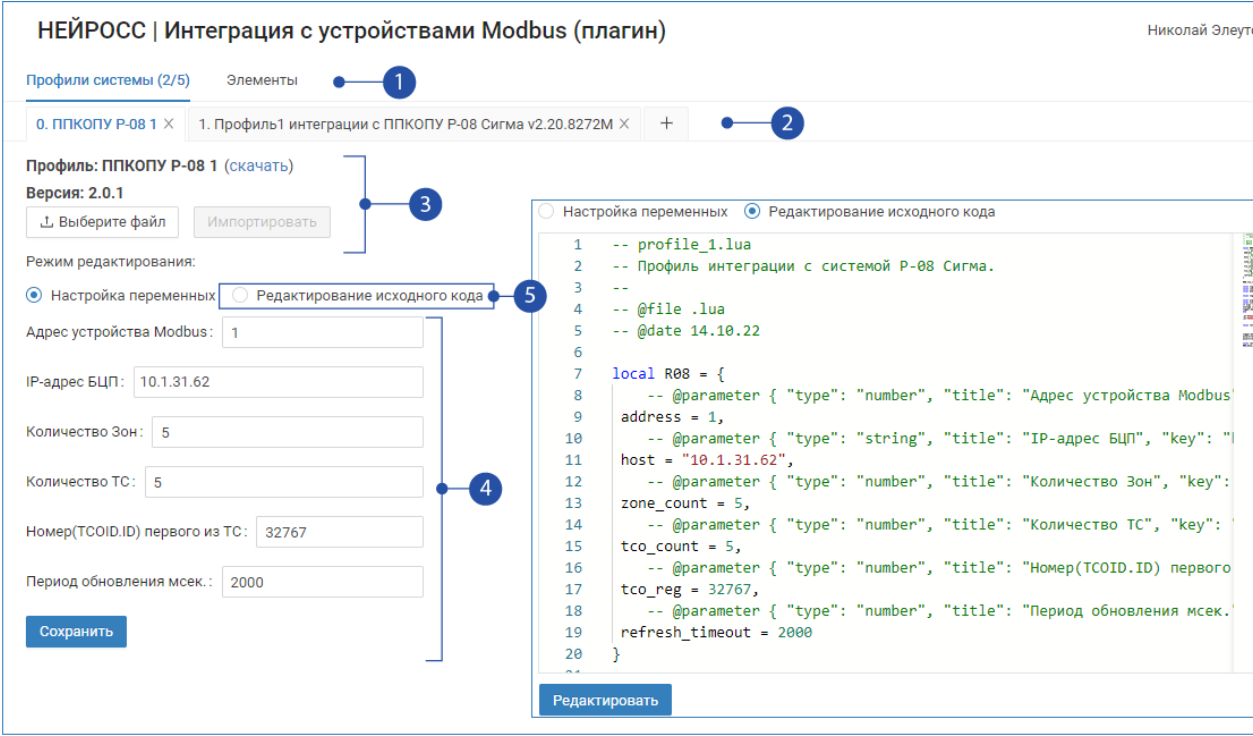 НЕЙРОСС | Интеграция с устройствами Modbus (плагин)
Николай Элеут
Профили системы (2/5) Элементы 1
0. ППКОПУ Р-08 1 × 1. Профиль1 интеграции с ППКОПУ Р-08 Сигма v2.20.8272M × + 2
Профиль: ППКОПУ Р-08 1 (скачать)
Версия: 2.0.1
Выберите файл Импортировать
3
Режим редактирования:
Настройка переменных Редактирование исходного кода 5
Адрес устройства Modbus: 1
IP-адрес БЦП: 10.1.31.62
Количество Зон: 5
Количество ТС: 5
4
Номер(TCOID.ID) первого из ТС: 32767
Период обновления мсек.: 2000
Сохранить
Настройка переменных Редактирование исходного кода
1 -- profile_1.lua
2 -- Профиль интеграции с системой Р-08 Сигма.
3 --
4 -- @file .lua
5 -- @date 14.10.22
6
7 local R08 = {
8 -- @parameter { "type": "number", "title": "Адрес устройства Modbus"
9 address = 1,
10 -- @parameter { "type": "string", "title": "IP-адрес БЦП", "key": "
11 host = "10.1.31.62",
12 -- @parameter { "type": "number", "title": "Количество Зон", "key":
13 zone_count = 5,
14 -- @parameter { "type": "number", "title": "Количество ТС", "key": "
15 tco_count = 5,
16 -- @parameter { "type": "number", "title": "Номер(TCOID.ID) первого
17 tco_reg = 32767,
18 -- @parameter { "type": "number", "title": "Период обновления мсек."
19 refresh_timeout = 2000
20 }
Редактировать